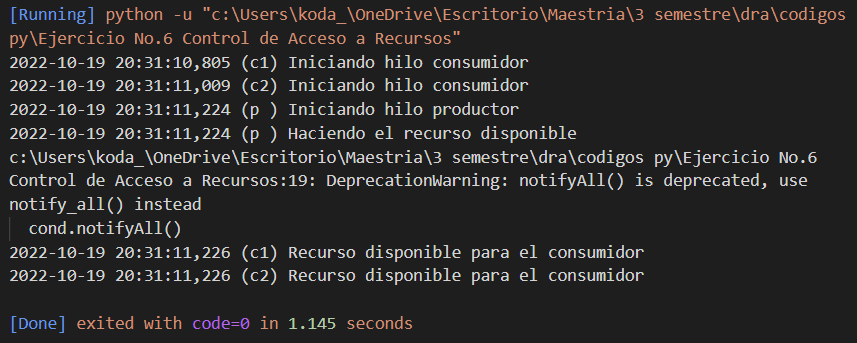 [Running] python -u "c:\Users\koda_\OneDrive\Escritorio\Maestria\3 semestre\dra\codigos
py\Ejercicio No.6 Control de Acceso a Recursos"
2022-10-19 20:31:10,805 (c1) Iniciando hilo consumidor
2022-10-19 20:31:11,009 (c2) Iniciando hilo consumidor
2022-10-19 20:31:11,224 (p ) Iniciando hilo productor
2022-10-19 20:31:11,224 (p ) Haciendo el recurso disponible
c:\Users\koda_\OneDrive\Escritorio\Maestria\3 semestre\dra\codigos py\Ejercicio No.6
Control de Acceso a Recursos:19: DeprecationWarning: notifyAll() is deprecated, use
notify_all() instead
  cond.notifyAll()
2022-10-19 20:31:11,226 (c1) Recurso disponible para el consumidor
2022-10-19 20:31:11,226 (c2) Recurso disponible para el consumidor

[Done] exited with code=0 in 1.145 seconds